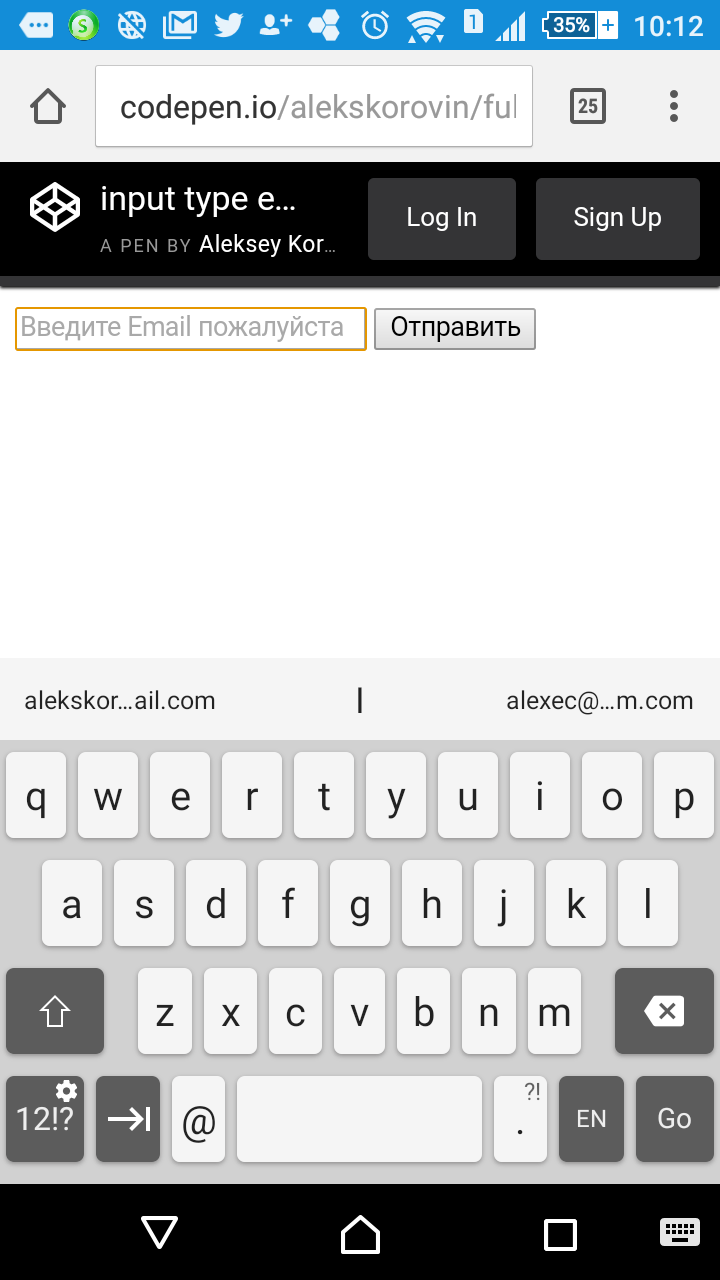 1 35% + 10:12
codepen.io/alekskorovin/ful
25
input type e...
A PEN BY Aleksey Kor...
Log In
Sign Up
Введите Email пожалуйста
Отправить
alekskor...ail.com
I
alexec@...m.com
q w e r t y u i o p
a s d f g h j k l
z x c v b n m
12!? @ . ?! EN Go